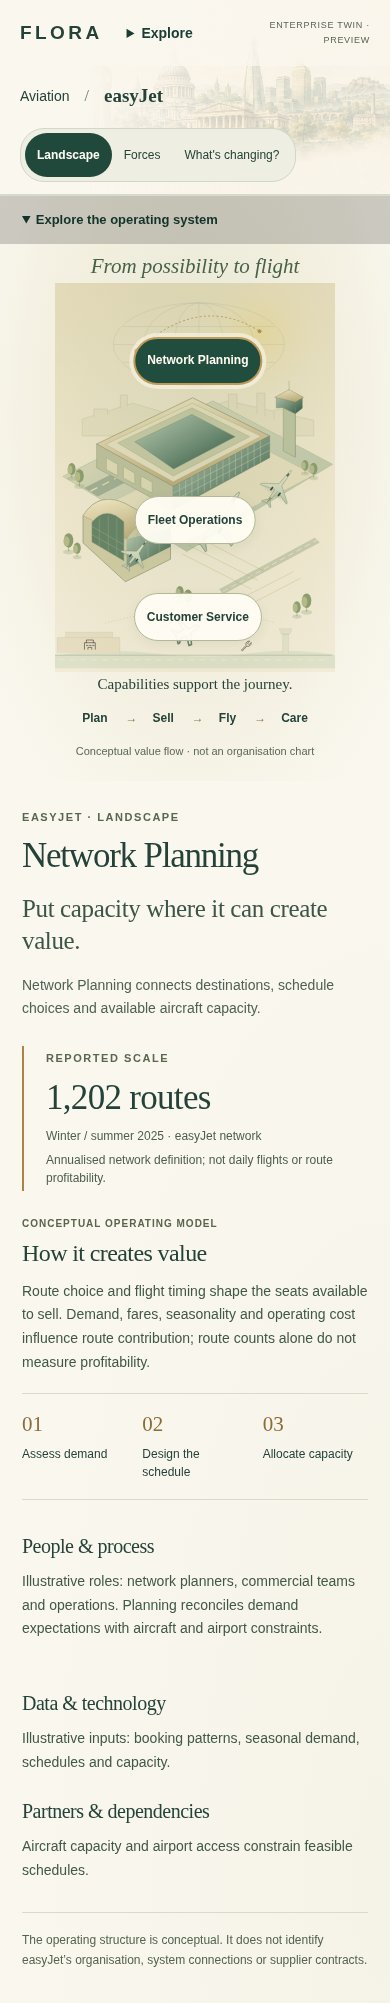 FLORA
▶ Explore
ENTERPRISE TWIN ·
PREVIEW
Aviation / easyJet
Landscape Forces What's changing?
▼ Explore the operating system
From possibility to flight
Network Planning
Fleet Operations
Customer Service
Capabilities support the journey.
Plan → Sell → Fly → Care
Conceptual value flow · not an organisation chart
EASYJET · LANDSCAPE
Network Planning
Put capacity where it can create
value.
Network Planning connects destinations, schedule
choices and available aircraft capacity.
REPORTED SCALE
1,202 routes
Winter / summer 2025 · easyJet network
Annualised network definition; not daily flights or route
profitability.
CONCEPTUAL OPERATING MODEL
How it creates value
Route choice and flight timing shape the seats available
to sell. Demand, fares, seasonality and operating cost
influence route contribution; route counts alone do not
measure profitability.
01 02 03
Assess demand Design the Allocate capacity
schedule
People & process
Illustrative roles: network planners, commercial teams
and operations. Planning reconciles demand
expectations with aircraft and airport constraints.
Data & technology
Illustrative inputs: booking patterns, seasonal demand,
schedules and capacity.
Partners & dependencies
Aircraft capacity and airport access constrain feasible
schedules.
The operating structure is conceptual. It does not identify
easyJet's organisation, system connections or supplier contracts.